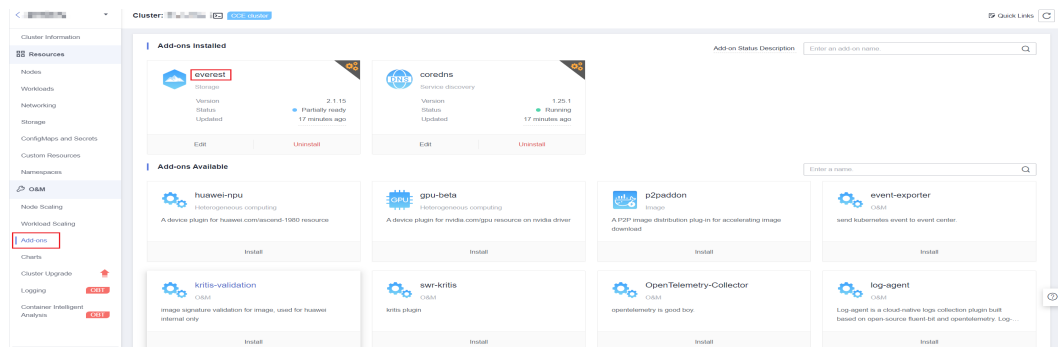 Cluster:
CCE cluster
Quick Links
Cluster Information
Resources
Nodes
Workloads
Networking
Storage
ConfigMaps and Secrets
Custom Resources
Namespaces
O&M
Node Scaling
Workload Scaling
Add-ons
Charts
Cluster Upgrade
Logging OBT
Container Intelligent
Analysis OBT
Add-ons Installed
Add-on Status Description
Enter an add-on name
everest
Storage
Version 2.1.15
Status Partially ready
Updated 17 minutes ago
Edit Uninstall
DNS
coredns
Service discovery
Version 1.25.1
Status Running
Updated 17 minutes ago
Edit Uninstall
Add-ons Available
Enter a name.
huawei-npu
Heterogeneous computing
A device plugin for huawei.com/ascend-1980 resource
Install
GPU
gpu-beta
Heterogeneous computing
A device plugin for nvidia.com/gpu resource on nvidia driver
Install
p2paddon
Image
A P2P image distribution plug-in for accelerating image
download
Install
event-exporter
O&M
send kubernetes event to event center.
Install
kritis-validation
O&M
image signature validation for image, used for huawei
internal only
Install
swr-kritis
O&M
kritis-plugin
Install
OpenTelemetry-Collector
O&M
opentelemetry is good boy.
Install
log-agent
O&M
Log-agent is a cloud-native logs collection plugin built
based on open-source fluent-bit and opentelemetry. Log-...
Install